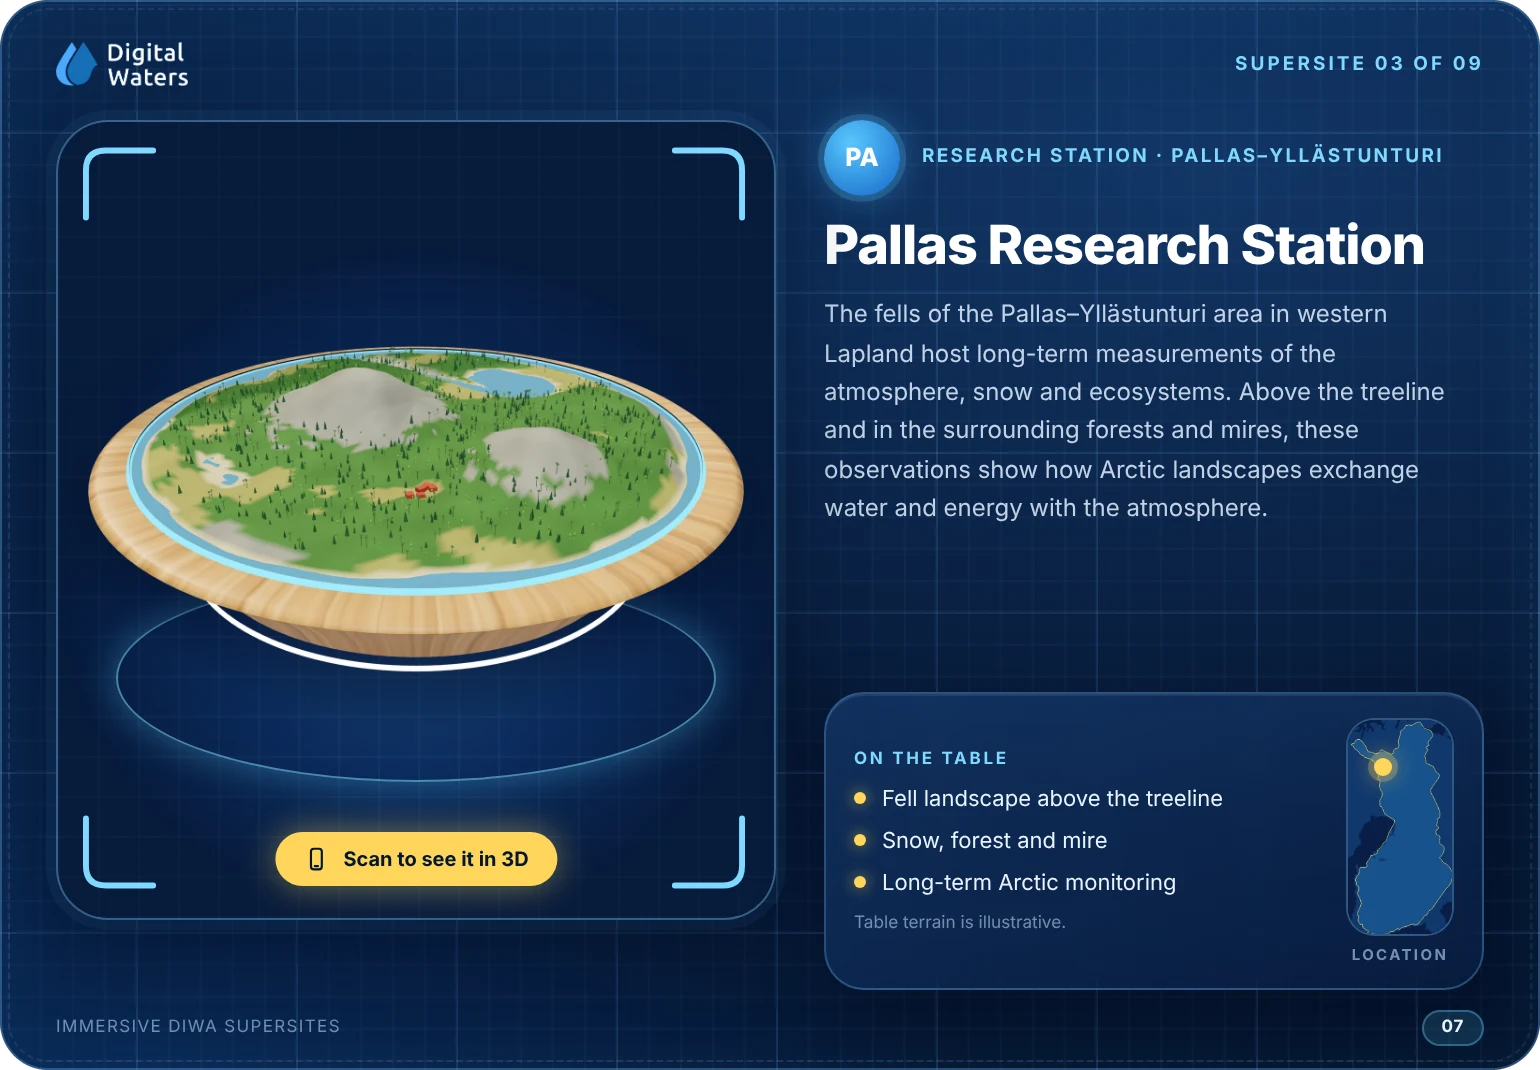 Digital
Waters
SUPERSITE 03 OF 09
PA
RESEARCH STATION · PALLAS–YLLÄSTUNTURI
Pallas Research Station
The fells of the Pallas–Yllästunturi area in western
Lapland host long-term measurements of the
atmosphere, snow and ecosystems. Above the treeline
and in the surrounding forests and mires, these
observations show how Arctic landscapes exchange
water and energy with the atmosphere.
Scan to see it in 3D
ON THE TABLE
Fell landscape above the treeline
Snow, forest and mire
Long-term Arctic monitoring
Table terrain is illustrative.
LOCATION
IMMERSIVE DIWA SUPERSITES
07